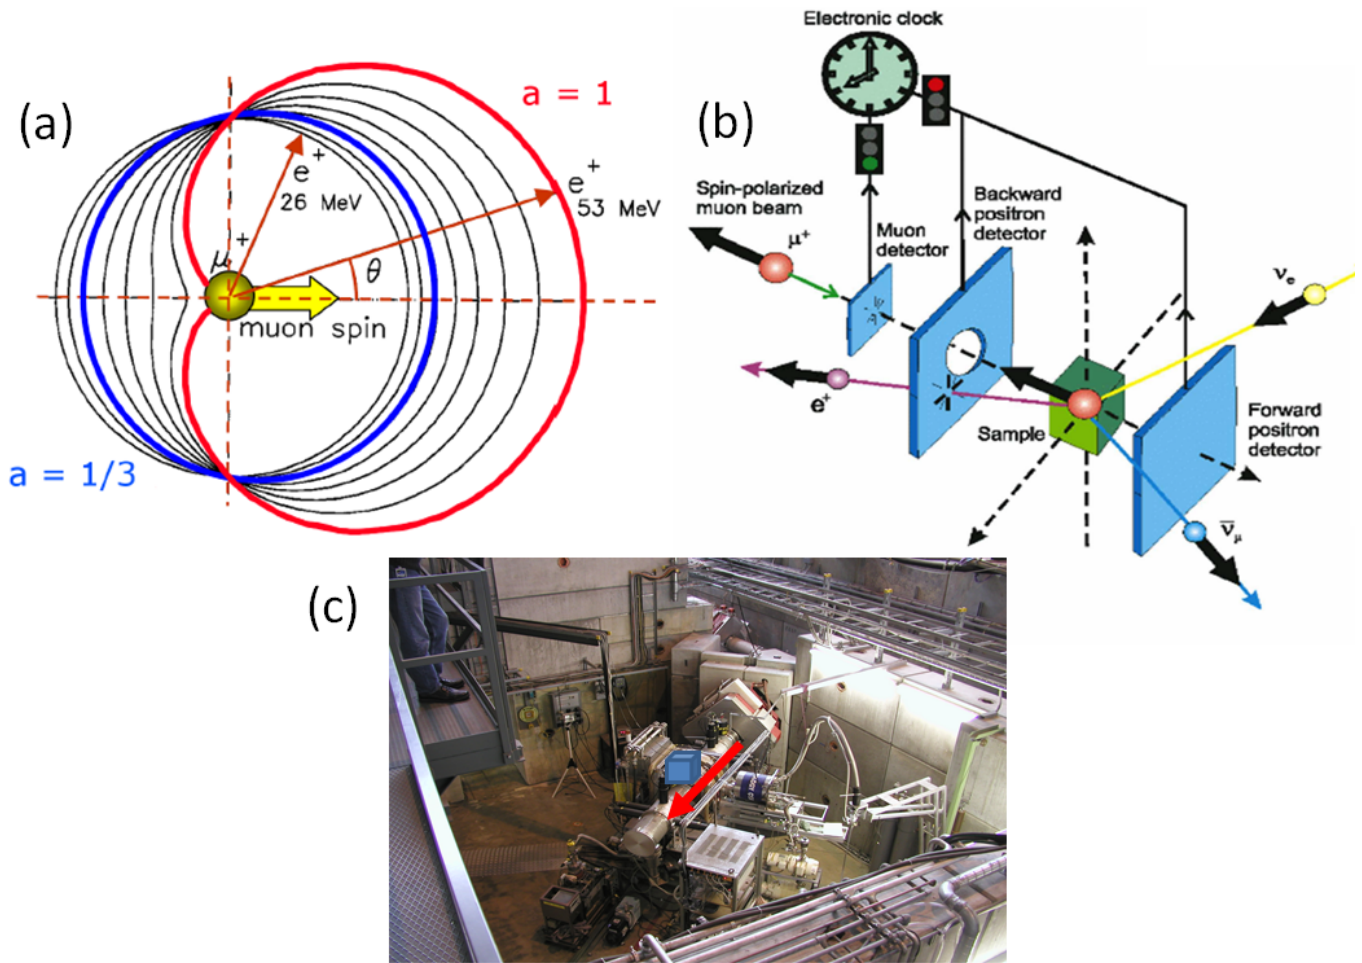 (a)
a = 1
e+
26 MeV
e+
53 MeV
μ+
θ
muon spin
a = 1/3
(b)
Electronic clock
Spin-polarized
muon beam
μ+
Muon
detector
Backward
positron
detector
νe
e+
Sample
Forward
positron
detector
ν̅μ
(c)